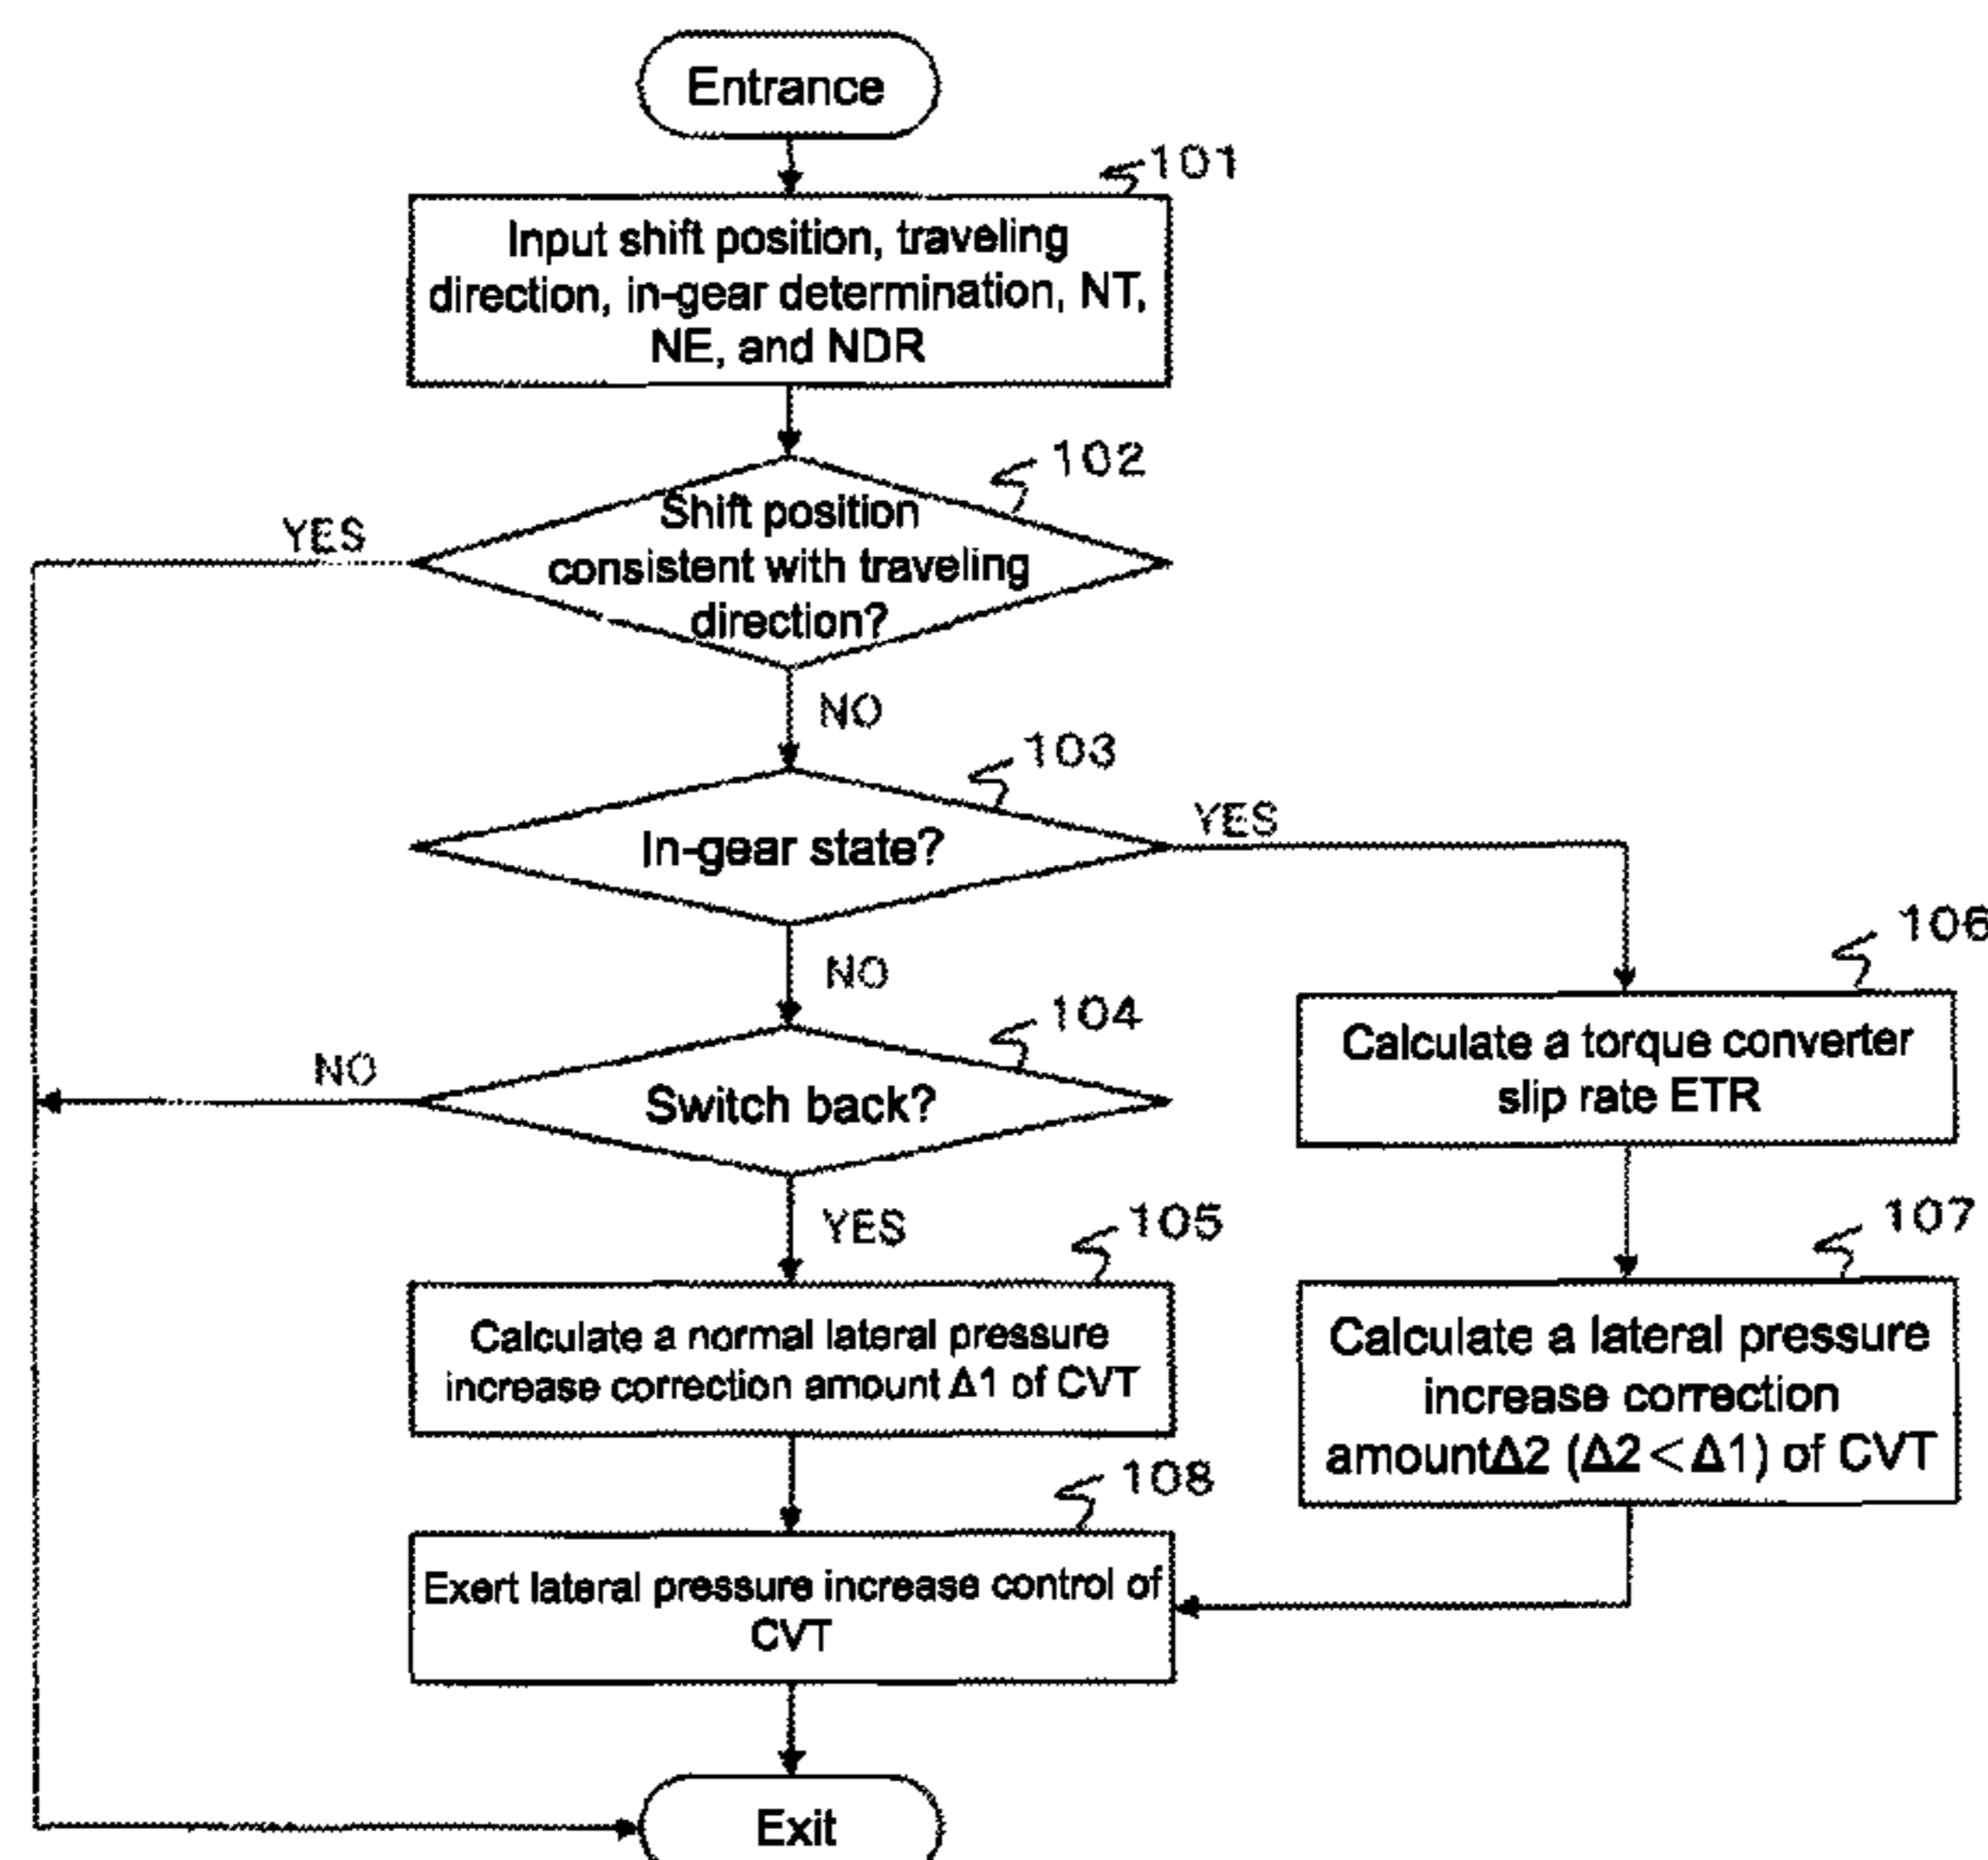 Entrance
101
Input shift position, traveling
direction, in-gear determination, NT,
NE, and NDR
102
Shift position
consistent with traveling
direction?
YES
NO
103
In-gear state?
YES
NO
104
Switch back?
NO
YES
106
Calculate a torque converter
slip rate ETR
105
Calculate a normal lateral pressure
increase correction amount Δ1 of CVT
107
Calculate a lateral pressure
increase correction
amountΔ2 (Δ2<Δ1) of CVT
108
Exert lateral pressure increase control of
CVT
Exit